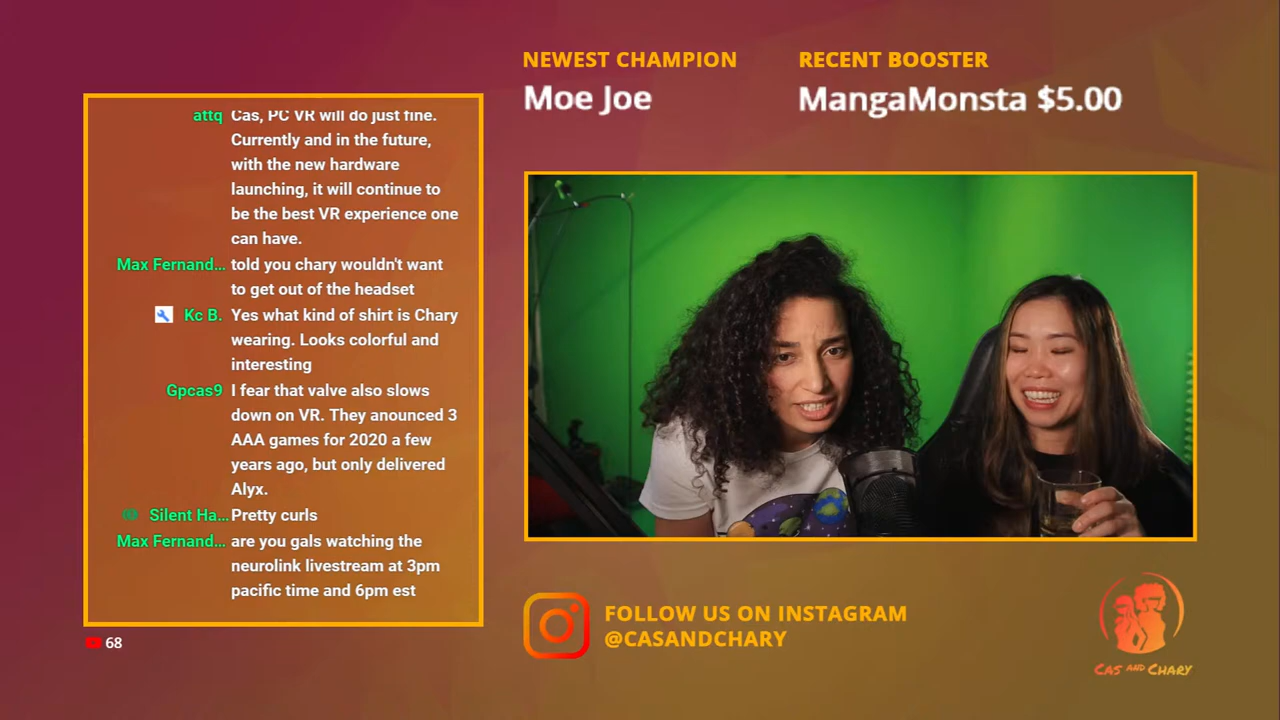 NEWEST CHAMPION
Moe Joe
RECENT BOOSTER
MangaMonsta $5.00
attq Cas, PC VR will do just fine.
Currently and in the future,
with the new hardware
launching, it will continue to
be the best VR experience one
can have.
Max Fernand... told you chary wouldn't want
to get out of the headset
Kc B. Yes what kind of shirt is Chary
wearing. Looks colorful and
interesting
Gpcas9 I fear that valve also slows
down on VR. They anounced 3
AAA games for 2020 a few
years ago, but only delivered
Alyx.
Silent Ha... Pretty curls
Max Fernand... are you gals watching the
neurolink livestream at 3pm
pacific time and 6pm est
68
FOLLOW US ON INSTAGRAM
@CASANDCHARY
CAS AND CHARY